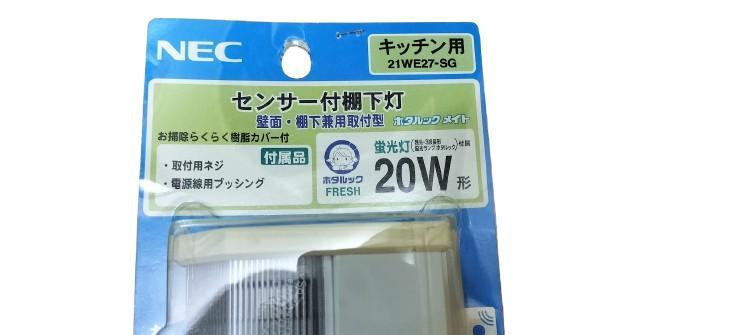 NEC
キッチン用
21WE27-SG
センサー付棚下灯
壁面・棚下兼用取付型 ホタルック メイト
お掃除らくらく樹脂カバー付
付属品
・取付用ネジ
・電源線用ブッシング
ホタルック
FRESH
蛍光灯
付属
20W形